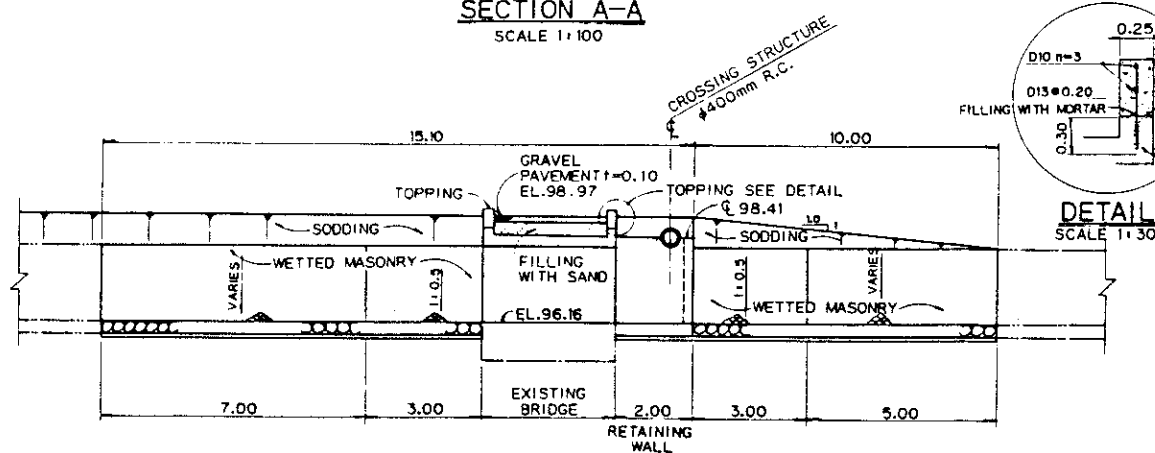 SECTION A-A
SCALE 1:100
CROSSING STRUCTURE
φ400mm R.C.
℄
0.25
D10 n=3
D13@0.20
FILLING WITH MORTAR
0.30
DETAIL
SCALE 1:30
15.10
10.00
GRAVEL
PAVEMENT t=0.10
EL.98.97
TOPPING
TOPPING SEE DETAIL
℄ 98.41
1.0
1
SODDING
SODDING
WETTED MASONRY
FILLING
WITH SAND
VARIES
1:0.5
1:0.5
VARIES
WETTED MASONRY
EL.96.16
7.00
3.00
EXISTING
BRIDGE
2.00
3.00
5.00
RETAINING
WALL